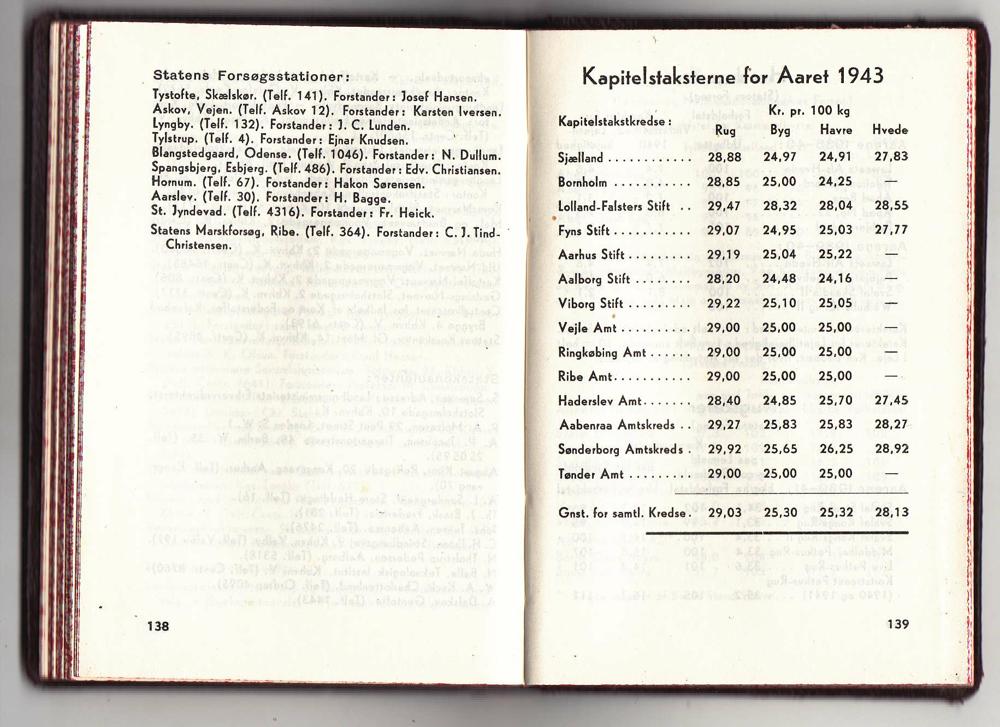 Statens Forsøgsstationer:
Tystofte, Skælskør. (Telf. 141). Forstander: Josef Hansen.
Askov, Vejen. (Telf. Askov 12). Forstander: Karsten Iversen.
Lyngby. (Telf. 132). Forstander: J. C. Lunden.
Tylstrup. (Telf. 4). Forstander: Ejnar Knudsen.
Blangstedgaard, Odense. (Telf. 1046). Forstander: N. Dullum.
Spangsbjerg, Esbjerg. (Telf. 486). Forstander: Edv. Christiansen.
Hornum. (Telf. 67). Forstander: Hakon Sørensen.
Aarslev. (Telf. 30). Forstander: H. Bagge.
St. Jyndevad. (Telf. 4316). Forstander: Fr. Heick.
Statens Marskforsøg, Ribe. (Telf. 364). Forstander: C. J. Tind-
Christensen.
138
Kapitelstaksterne for Aaret 1943
Kapitelstakstkredse: Kr. pr. 100 kg
Rug Byg Havre Hvede
Sjælland ............ 28,88 24,97 24,91 27,83
Bornholm ........... 28,85 25,00 24,25 —
Lolland-Falsters Stift .. 29,47 28,32 28,04 28,55
Fyns Stift........... 29,07 24,95 25,03 27,77
Aarhus Stift......... 29,19 25,04 25,22 —
Aalborg Stift ........ 28,20 24,48 24,16 —
Viborg Stift ......... 29,22 25,10 25,05 —
Vejle Amt .......... 29,00 25,00 25,00 —
Ringkøbing Amt ...... 29,00 25,00 25,00 —
Ribe Amt........... 29,00 25,00 25,00 —
Haderslev Amt....... 28,40 24,85 25,70 27,45
Aabenraa Amtskreds .. 29,27 25,83 25,83 28,27
Sønderborg Amtskreds . 29,92 25,65 26,25 28,92
Tønder Amt ......... 29,00 25,00 25,00 —
Gnst. for samtl. Kredse. 29,03 25,30 25,32 28,13
139